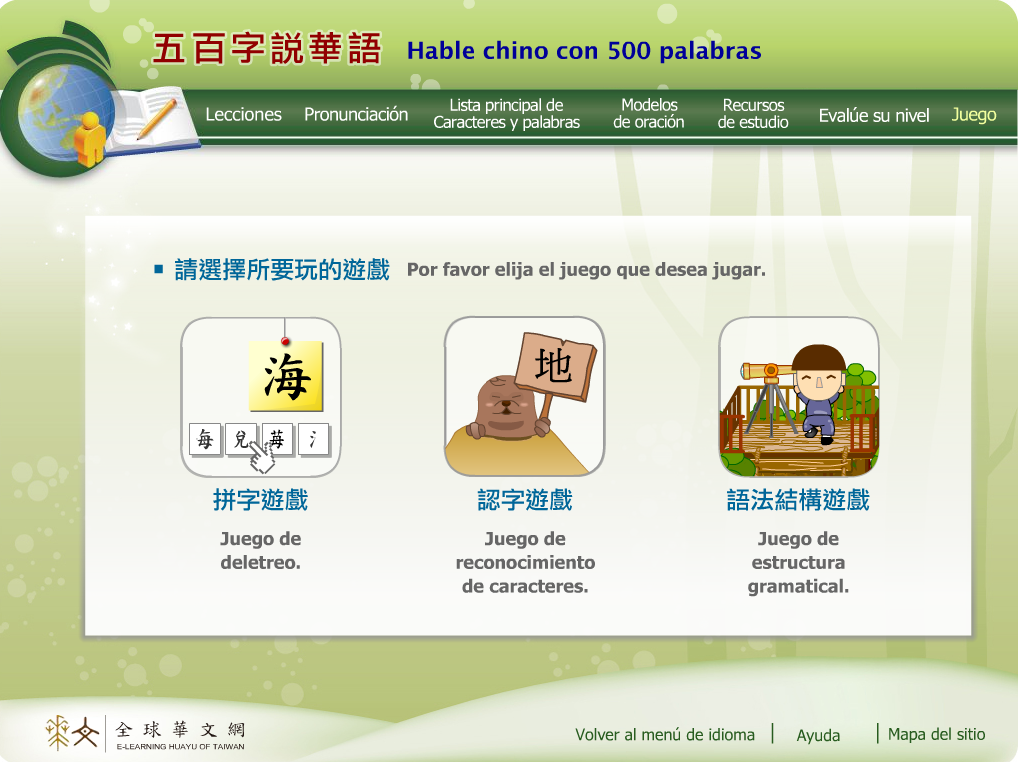 五百字説華語 Hable chino con 500 palabras
Lecciones
Pronunciación
Lista principal de
Caracteres y palabras
Modelos
de oración
Recursos
de estudio
Evalúe su nivel
Juego
請選擇所要玩的遊戲 Por favor elija el juego que desea jugar.
海
每 兌 苺 氵
拼字遊戲
Juego de
deletreo.
地
認字遊戲
Juego de
reconocimiento
de caracteres.
語法結構遊戲
Juego de
estructura
gramatical.
全球華文網
E-LEARNING HUAYU OF TAIWAN
Volver al menú de idioma
Ayuda
Mapa del sitio